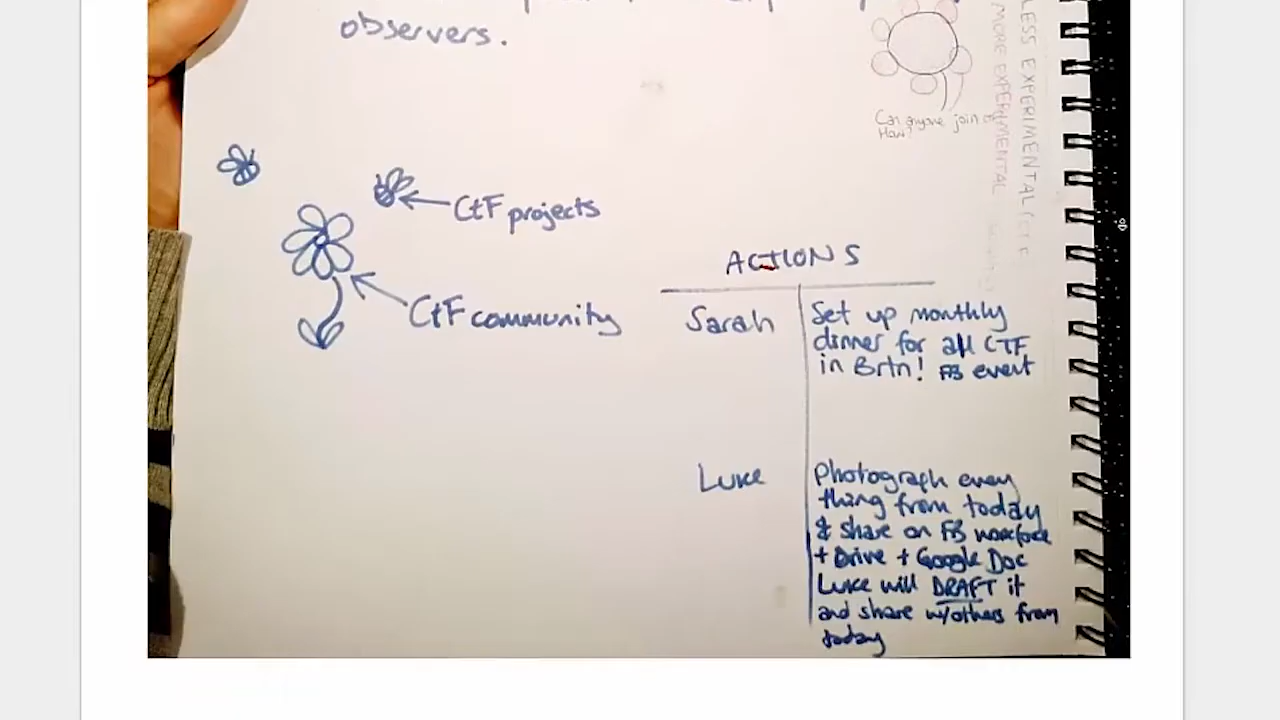 observers.
Can anyone join
How?
LESS EXPERIMENTAL CTF
MORE EXPERIMENTAL
CtF projects
CtF community
ACTIONS
Sarah
Set up monthly
dinner for all CTF
in Brtn! FB event
Luke
Photograph every
thing from today
& share on FB workface
+ Drive + Google Doc
Luke will DRAFT it
and share w/others from
today